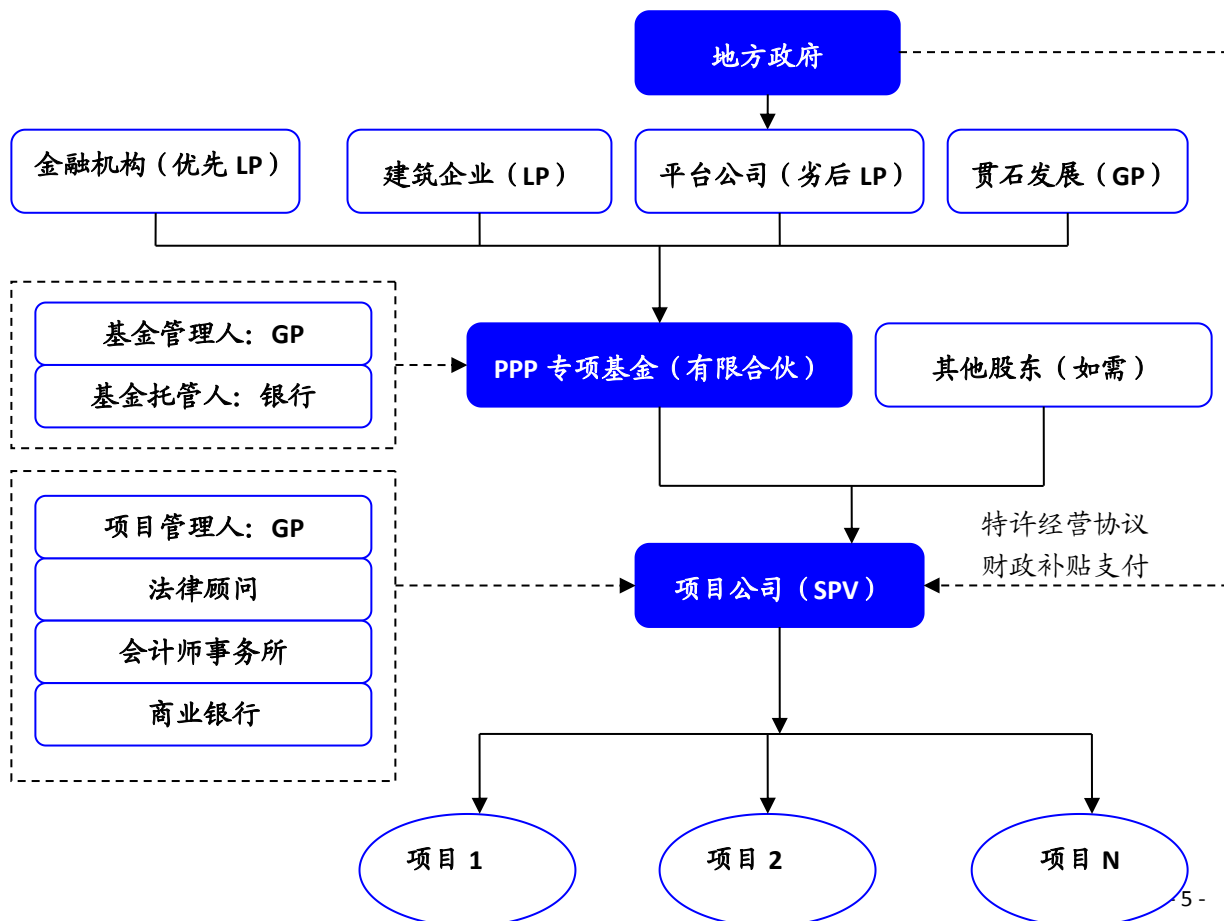 地方政府
金融机构（优先 LP）
建筑企业（LP）
平台公司（劣后 LP）
贯石发展（GP）
基金管理人：GP
基金托管人：银行
PPP 专项基金（有限合伙）
其他股东（如需）
项目管理人：GP
法律顾问
会计师事务所
商业银行
特许经营协议
财政补贴支付
项目公司（SPV）
项目 1
项目 2
项目 N
- 5 -